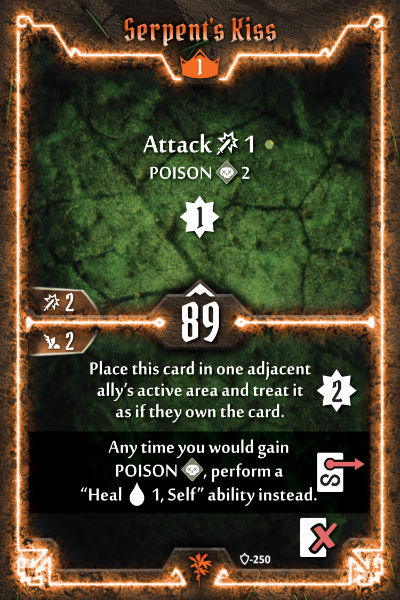 Serpent's Kiss
1
Attack 1
POISON 2
1
2
89
2
Place this card in one adjacent
ally's active area and treat it
as if they own the card.
2
Any time you would gain
POISON , perform a
“Heal 1, Self” ability instead.
S
X
-250